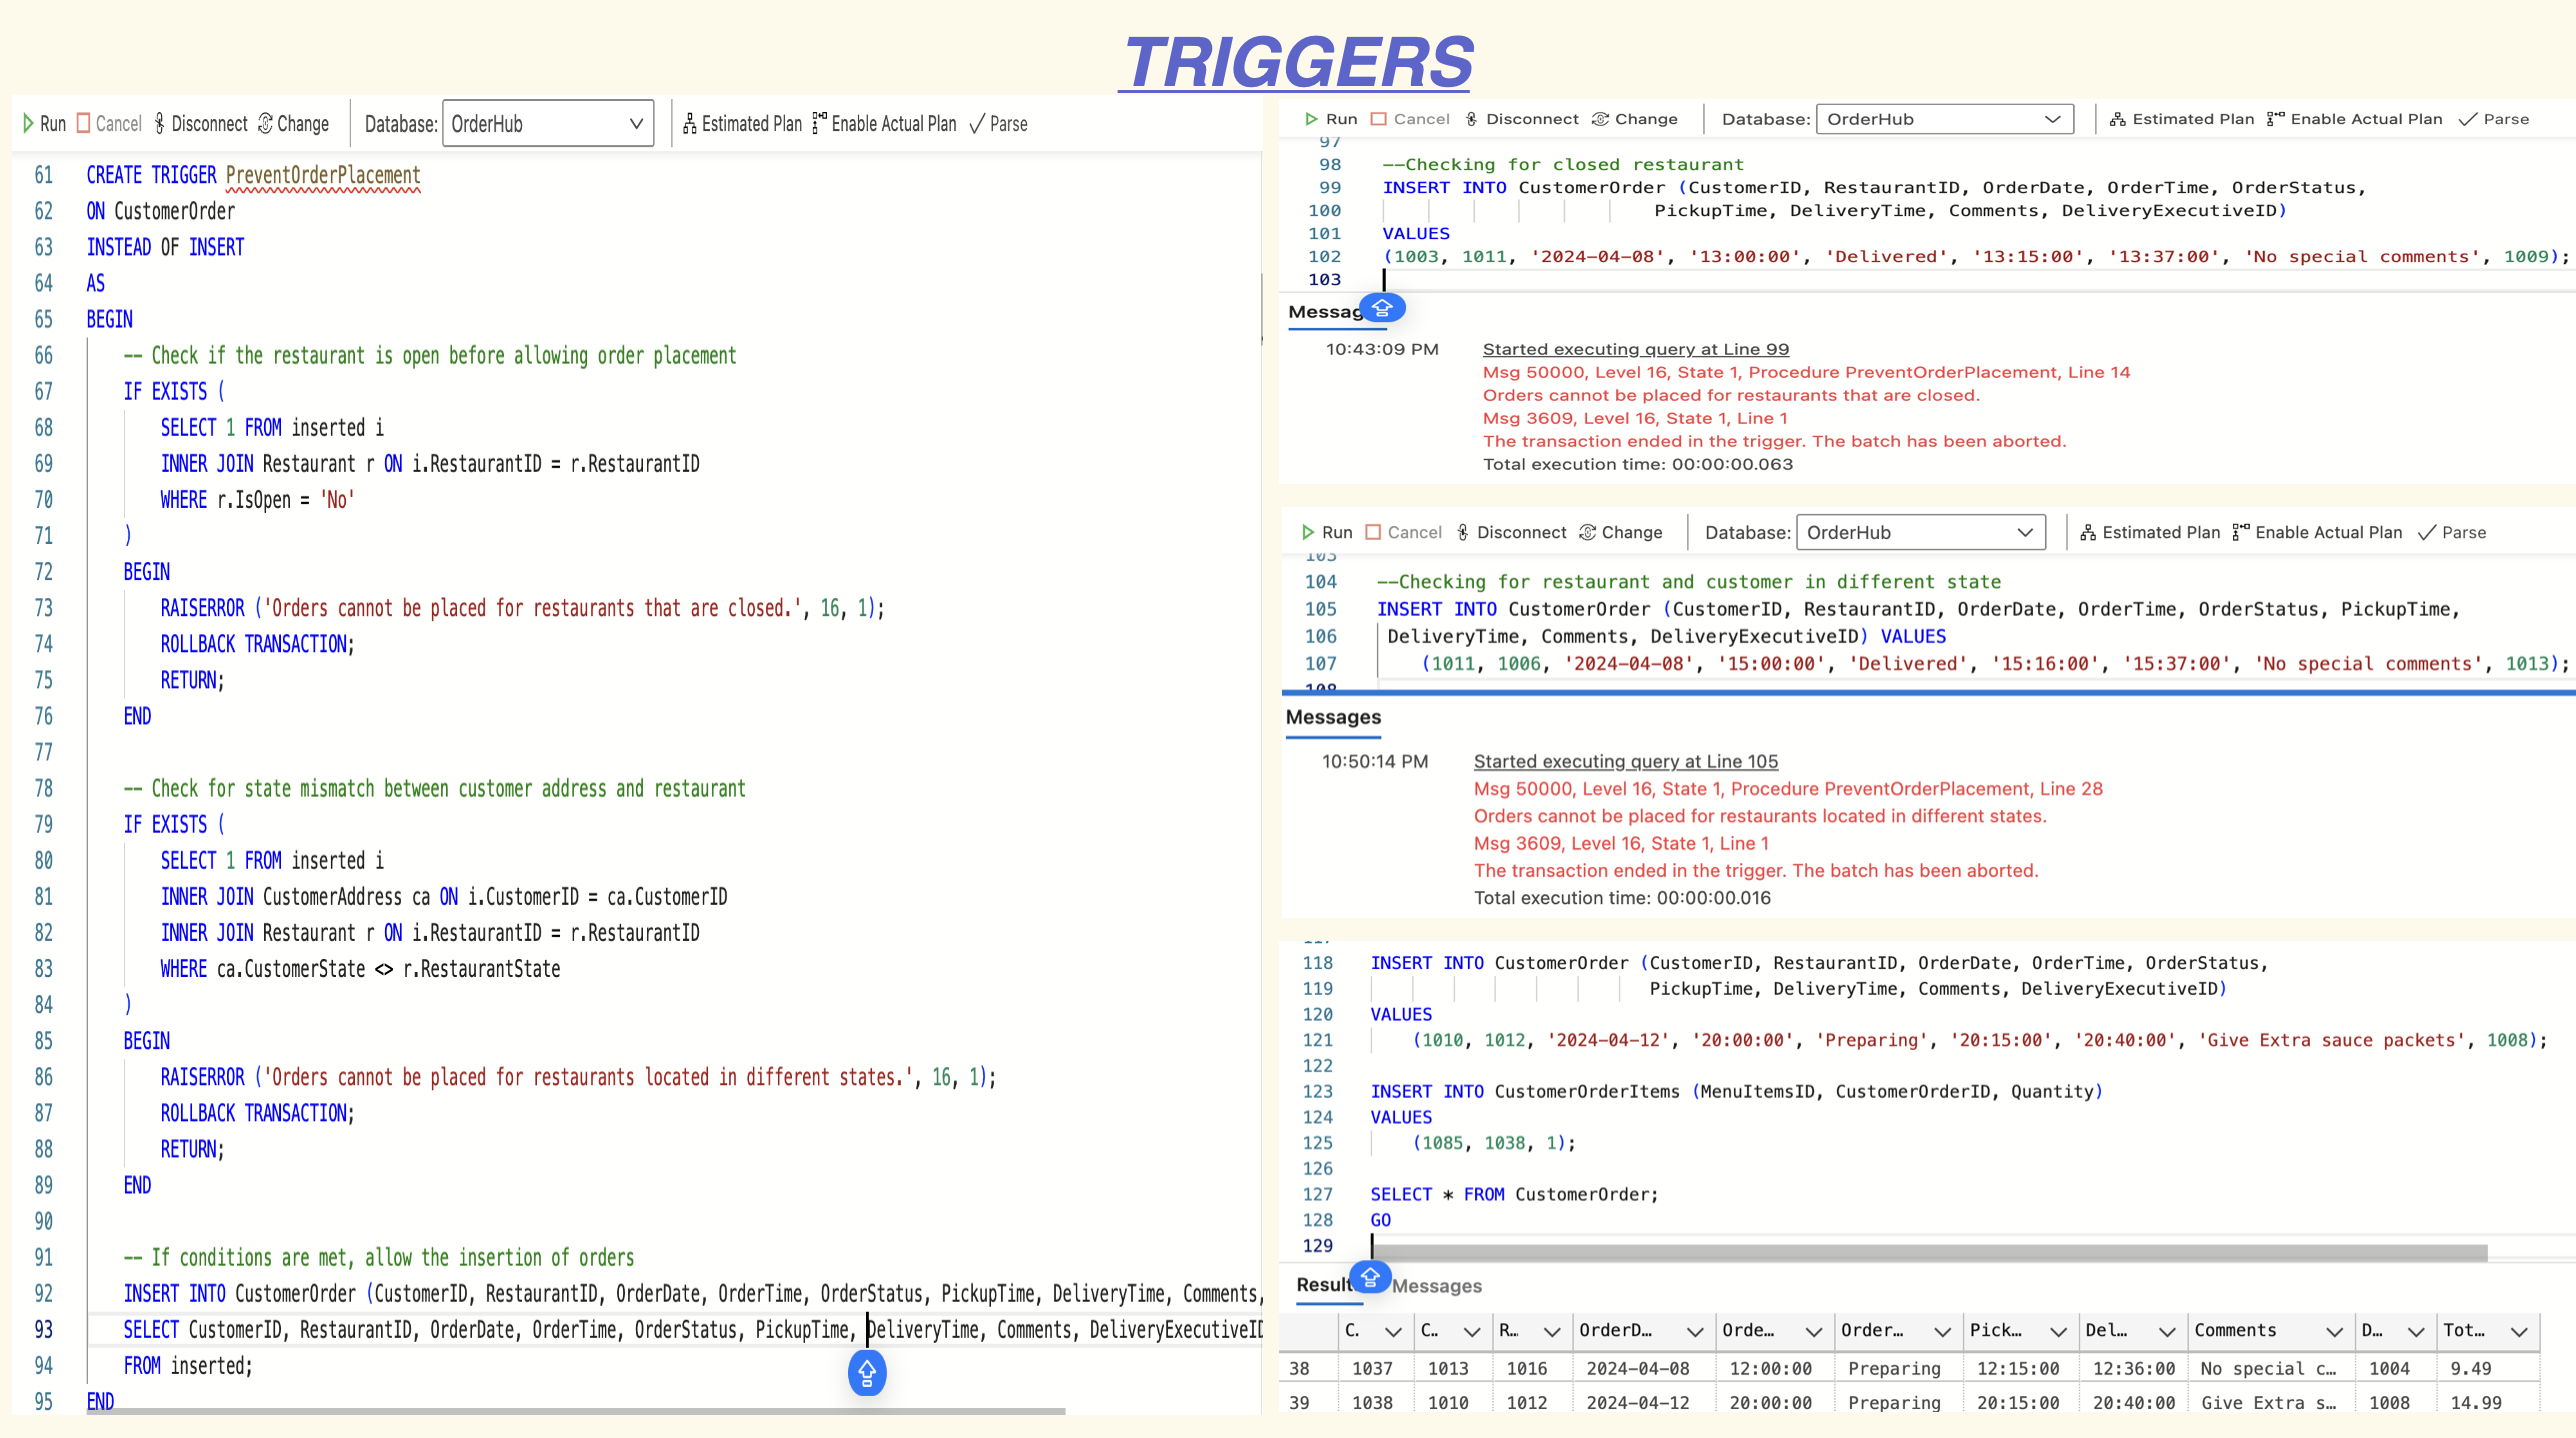 TRIGGERS
Run Cancel Disconnect Change Database: OrderHub Estimated Plan Enable Actual Plan Parse
61 CREATE TRIGGER PreventOrderPlacement
62 ON CustomerOrder
63 INSTEAD OF INSERT
64 AS
65 BEGIN
66 -- Check if the restaurant is open before allowing order placement
67 IF EXISTS (
68 SELECT 1 FROM inserted i
69 INNER JOIN Restaurant r ON i.RestaurantID = r.RestaurantID
70 WHERE r.IsOpen = 'No'
71 )
72 BEGIN
73 RAISERROR ('Orders cannot be placed for restaurants that are closed.', 16, 1);
74 ROLLBACK TRANSACTION;
75 RETURN;
76 END
77
78 -- Check for state mismatch between customer address and restaurant
79 IF EXISTS (
80 SELECT 1 FROM inserted i
81 INNER JOIN CustomerAddress ca ON i.CustomerID = ca.CustomerID
82 INNER JOIN Restaurant r ON i.RestaurantID = r.RestaurantID
83 WHERE ca.CustomerState <> r.RestaurantState
84 )
85 BEGIN
86 RAISERROR ('Orders cannot be placed for restaurants located in different states.', 16, 1);
87 ROLLBACK TRANSACTION;
88 RETURN;
89 END
90
91 -- If conditions are met, allow the insertion of orders
92 INSERT INTO CustomerOrder (CustomerID, RestaurantID, OrderDate, OrderTime, OrderStatus, PickupTime, DeliveryTime, Comments,
93 SELECT CustomerID, RestaurantID, OrderDate, OrderTime, OrderStatus, PickupTime, DeliveryTime, Comments, DeliveryExecutiveID
94 FROM inserted;
95 END
Run Cancel Disconnect Change Database: OrderHub Estimated Plan Enable Actual Plan Parse
97
98 --Checking for closed restaurant
99 INSERT INTO CustomerOrder (CustomerID, RestaurantID, OrderDate, OrderTime, OrderStatus,
100 PickupTime, DeliveryTime, Comments, DeliveryExecutiveID)
101 VALUES
102 (1003, 1011, '2024-04-08', '13:00:00', 'Delivered', '13:15:00', '13:37:00', 'No special comments', 1009);
103
Messag
10:43:09 PM Started executing query at Line 99
Msg 50000, Level 16, State 1, Procedure PreventOrderPlacement, Line 14
Orders cannot be placed for restaurants that are closed.
Msg 3609, Level 16, State 1, Line 1
The transaction ended in the trigger. The batch has been aborted.
Total execution time: 00:00:00.063
Run Cancel Disconnect Change Database: OrderHub Estimated Plan Enable Actual Plan Parse
103
104 --Checking for restaurant and customer in different state
105 INSERT INTO CustomerOrder (CustomerID, RestaurantID, OrderDate, OrderTime, OrderStatus, PickupTime,
106 DeliveryTime, Comments, DeliveryExecutiveID) VALUES
107 (1011, 1006, '2024-04-08', '15:00:00', 'Delivered', '15:16:00', '15:37:00', 'No special comments', 1013);
108
Messages
10:50:14 PM Started executing query at Line 105
Msg 50000, Level 16, State 1, Procedure PreventOrderPlacement, Line 28
Orders cannot be placed for restaurants located in different states.
Msg 3609, Level 16, State 1, Line 1
The transaction ended in the trigger. The batch has been aborted.
Total execution time: 00:00:00.016
118 INSERT INTO CustomerOrder (CustomerID, RestaurantID, OrderDate, OrderTime, OrderStatus,
119 PickupTime, DeliveryTime, Comments, DeliveryExecutiveID)
120 VALUES
121 (1010, 1012, '2024-04-12', '20:00:00', 'Preparing', '20:15:00', '20:40:00', 'Give Extra sauce packets', 1008);
122
123 INSERT INTO CustomerOrderItems (MenuItemsID, CustomerOrderID, Quantity)
124 VALUES
125 (1085, 1038, 1);
126
127 SELECT * FROM CustomerOrder;
128 GO
129
Result Messages
C. C.. R.. OrderD... Orde... Order... Pick... Del... Comments D... Tot...
38 1037 1013 1016 2024-04-08 12:00:00 Preparing 12:15:00 12:36:00 No special c... 1004 9.49
39 1038 1010 1012 2024-04-12 20:00:00 Preparing 20:15:00 20:40:00 Give Extra s... 1008 14.99